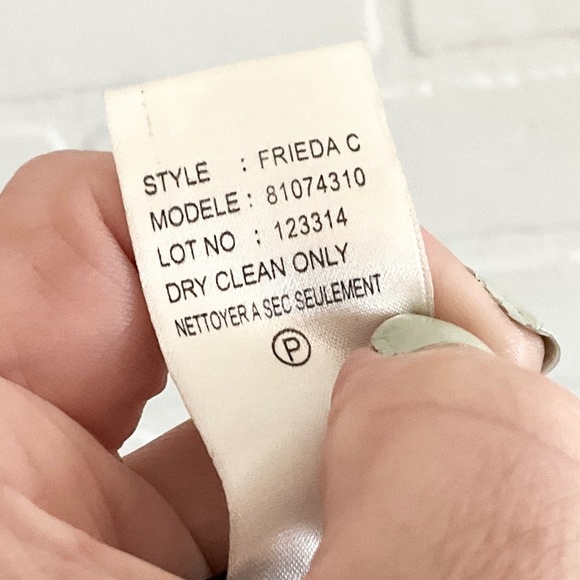 STYLE : FRIEDA C
MODELE : 81074310
LOT NO : 123314
DRY CLEAN ONLY
NETTOYER A SEC SEULEMENT
P